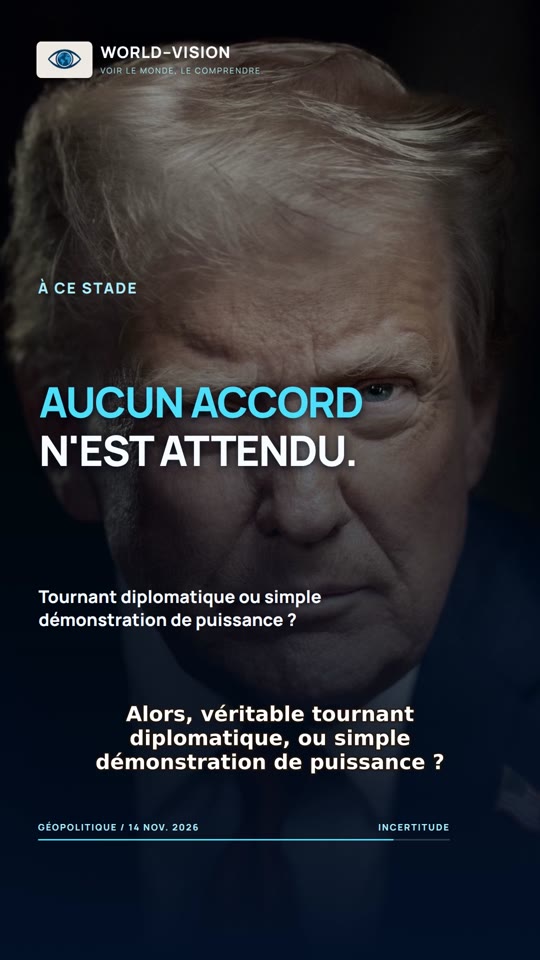 WORLD-VISION
VOIR LE MONDE. LE COMPRENDRE.
À CE STADE
AUCUN ACCORD
N'EST ATTENDU.
Tournant diplomatique ou simple
démonstration de puissance ?
Alors, véritable tournant
diplomatique, ou simple
démonstration de puissance ?
GÉOPOLITIQUE / 14 NOV. 2026
INCERTITUDE